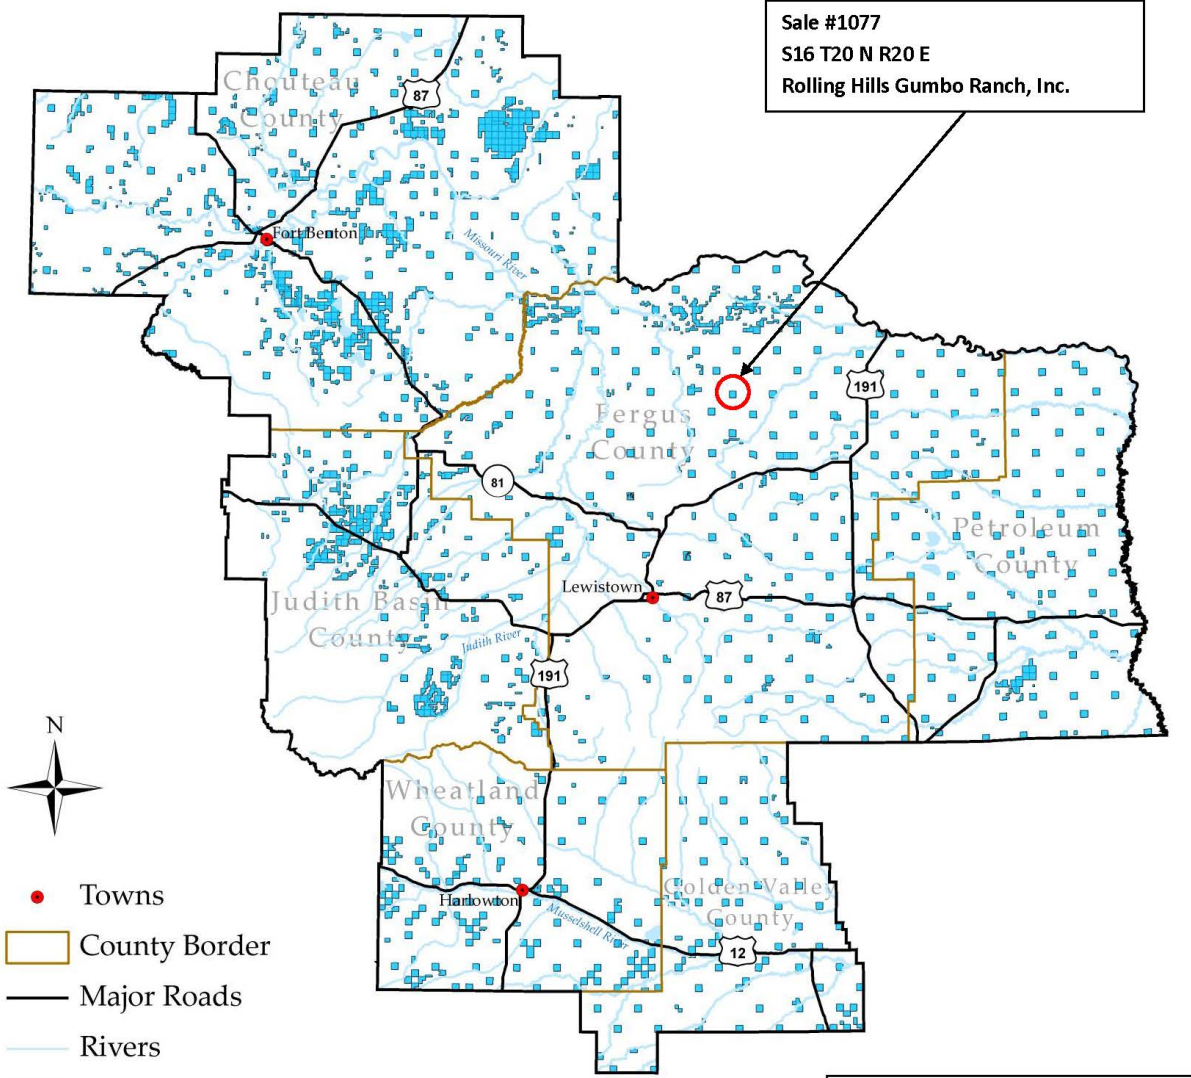 Sale #1077
S16 T20 N R20 E
Rolling Hills Gumbo Ranch, Inc.
Chouteau
County
87
Fort Benton
Missouri River
191
Fergus
County
81
Petroleum
County
Lewistown
87
Judith Basin
County
Judith River
191
N
Wheatland
County
Harlowton
Musselshell River
Golden Valley
County
12
Towns
County Border
Major Roads
Rivers